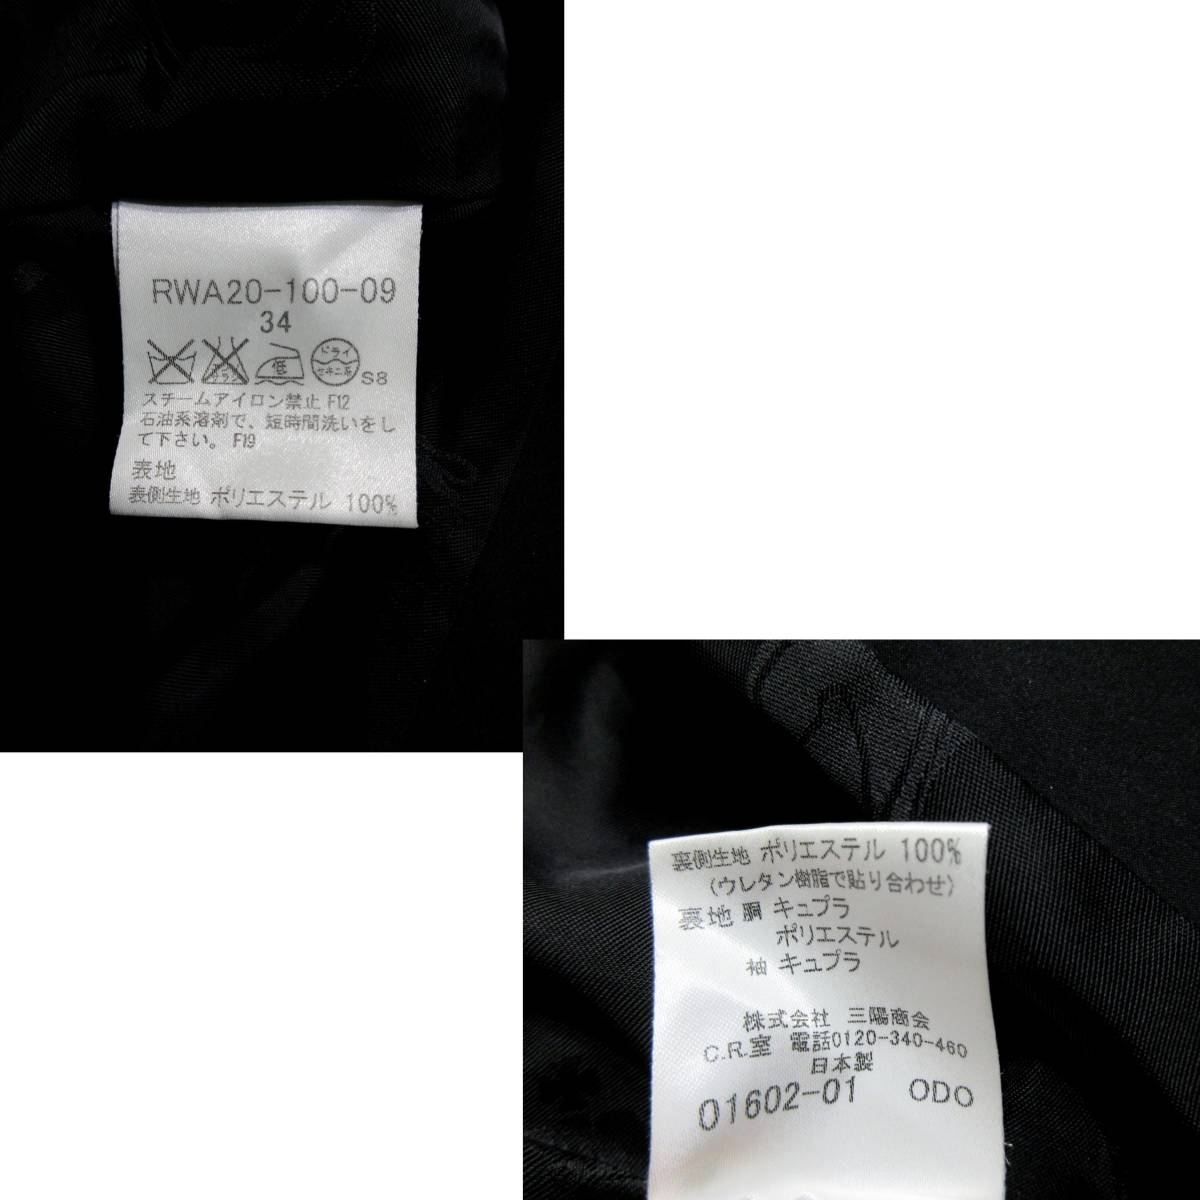 RWA20-100-09
34
低
ドライ
セキユ系
S8
スチームアイロン禁止 F12
石油系溶剤で、短時間洗いをし
て下さい。 F19
表地
表側生地 ポリエステル 100%
裏側生地 ポリエステル 100%
(ウレタン樹脂で貼り合わせ)
裏地 胴 キュプラ
ポリエステル
袖 キュプラ
株式会社 三陽商会
C.R.室 電話0120-340-460
日本製
01602-01 ODO